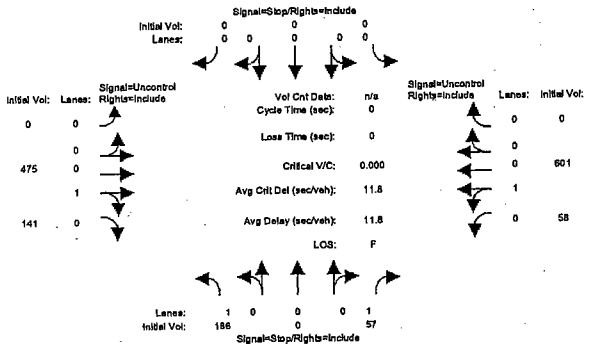 Signal=Stop/Rights=Include
Initial Vol: 0 0 0
Lanes: 0 0 0 0 0
Signal=Uncontrol
Rights=Include
Initial Vol: Lanes:
0 0
0
475 0
1
141 0
Vol Cnt Date: n/a
Cycle Time (sec): 0
Loss Time (sec): 0
Critical V/C: 0.000
Avg Crit Del (sec/veh): 11.8
Avg Delay (sec/veh): 11.8
LOS: F
Signal=Uncontrol
Rights=Include
Lanes: Initial Vol:
0 0
0
0 601
1
0 58
Lanes: 1 0 0 0 1
Initial Vol: 186 0 57
Signal=Stop/Rights=Include